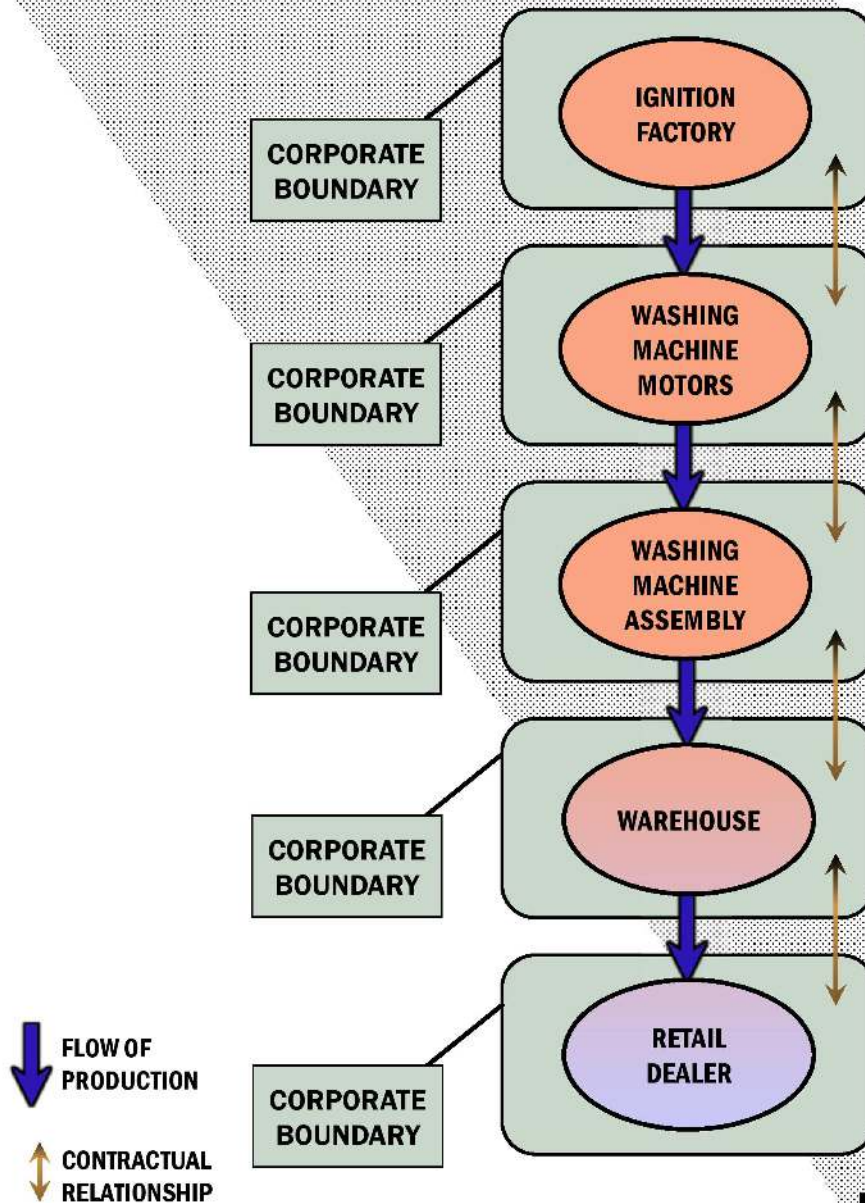 IGNITION
FACTORY
CORPORATE
BOUNDARY
WASHING
MACHINE
MOTORS
CORPORATE
BOUNDARY
WASHING
MACHINE
ASSEMBLY
CORPORATE
BOUNDARY
WAREHOUSE
CORPORATE
BOUNDARY
RETAIL
DEALER
CORPORATE
BOUNDARY
FLOW OF
PRODUCTION
CONTRACTUAL
RELATIONSHIP